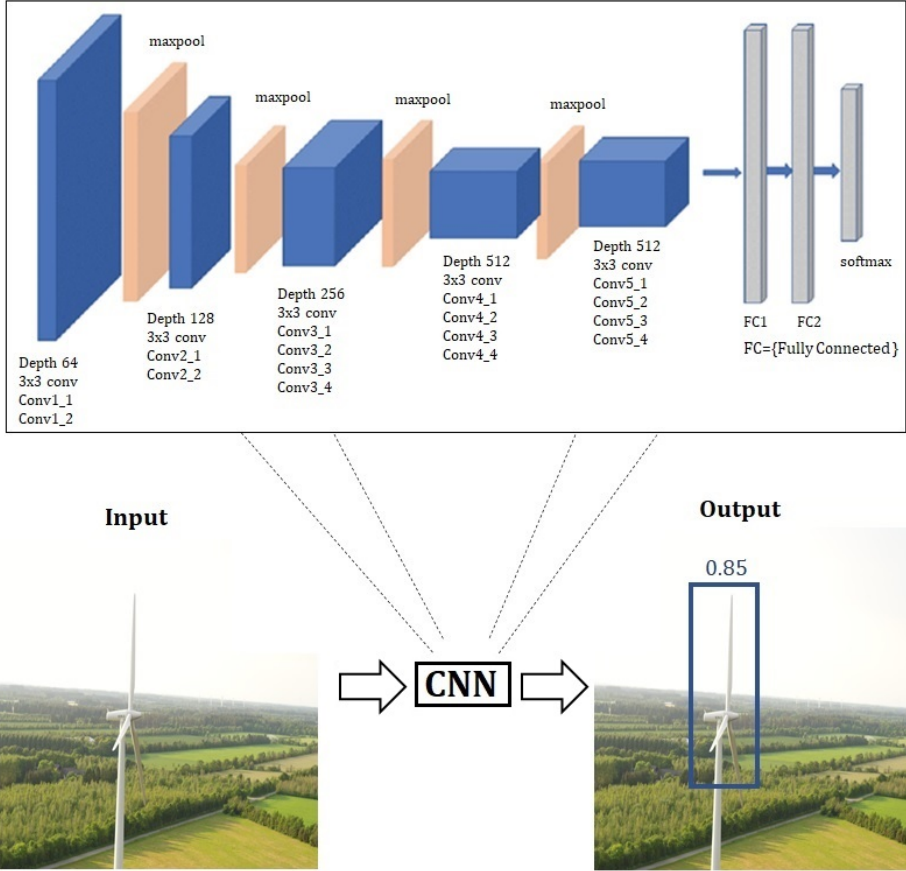 maxpool
maxpool
maxpool
maxpool
Depth 64
3x3 conv
Conv1_1
Conv1_2
Depth 128
3x3 conv
Conv2_1
Conv2_2
Depth 256
3x3 conv
Conv3_1
Conv3_2
Conv3_3
Conv3_4
Depth 512
3x3 conv
Conv4_1
Conv4_2
Conv4_3
Conv4_4
Depth 512
3x3 conv
Conv5_1
Conv5_2
Conv5_3
Conv5_4
softmax
FC1
FC2
FC={Fully Connected}
Input
Output
0.85
CNN